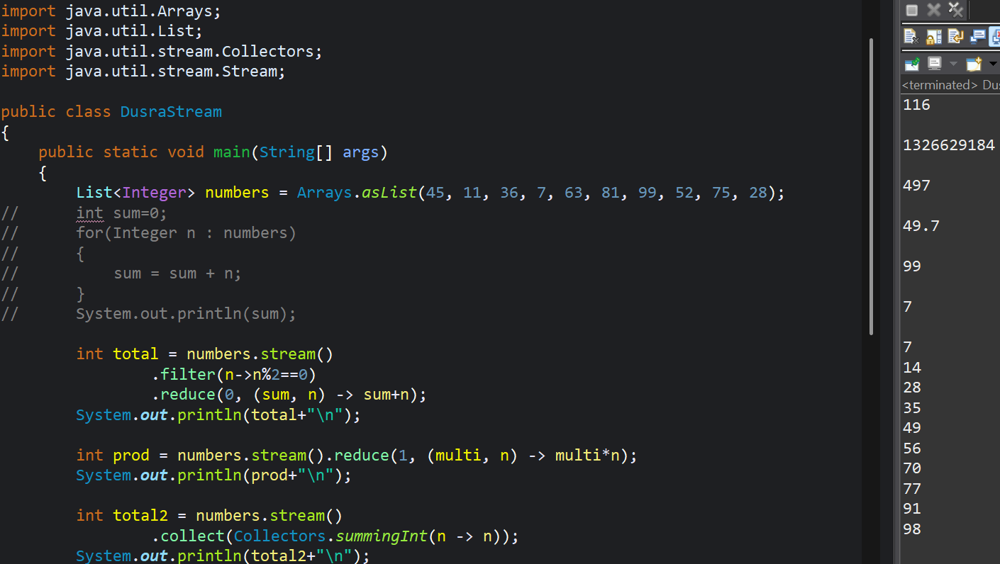 import java.util.Arrays;
import java.util.List;
import java.util.stream.Collectors;
import java.util.stream.Stream;

public class DusraStream
{
    public static void main(String[] args)
    {
        List<Integer> numbers = Arrays.asList(45, 11, 36, 7, 63, 81, 99, 52, 75, 28);
//      int sum=0;
//      for(Integer n : numbers)
//      {
//          sum = sum + n;
//      }
//      System.out.println(sum);

        int total = numbers.stream()
                .filter(n->n%2==0)
                .reduce(0, (sum, n) -> sum+n);
        System.out.println(total+"\n");

        int prod = numbers.stream().reduce(1, (multi, n) -> multi*n);
        System.out.println(prod+"\n");

        int total2 = numbers.stream()
                .collect(Collectors.summingInt(n -> n));
        System.out.println(total2+"\n");
<terminated> Dus
116

1326629184

497

49.7

99

7

7
14
28
35
49
56
70
77
91
98